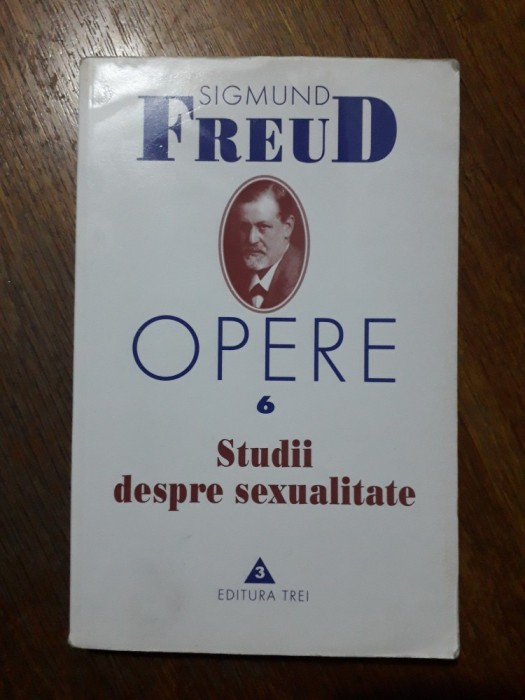 SIGMUND
FREUD
OPERE
6
Studii
despre sexualitate
3
EDITURA TREI